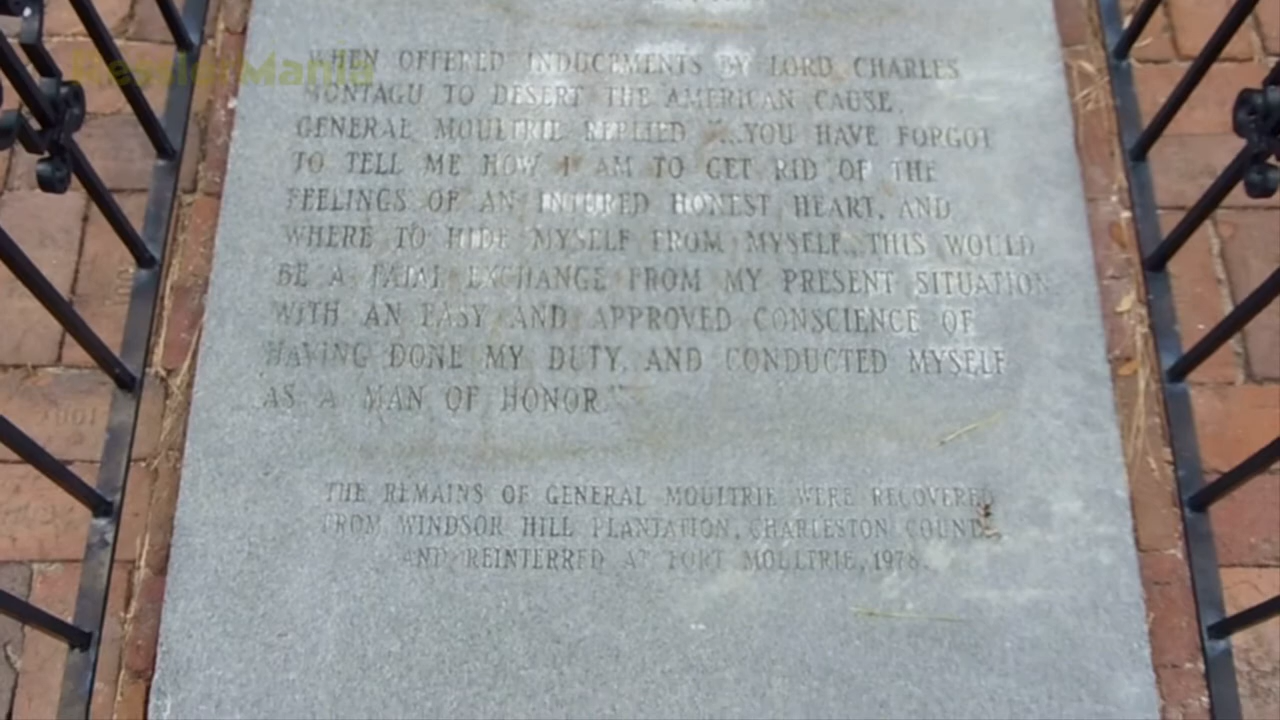 ResslerMania
WHEN OFFERED INDUCEMENTS BY LORD CHARLES
MONTAGU TO DESERT THE AMERICAN CAUSE,
GENERAL MOULTRIE REPLIED "...YOU HAVE FORGOT
TO TELL ME HOW I AM TO GET RID OF THE
FEELINGS OF AN INJURED HONEST HEART, AND
WHERE TO HIDE MYSELF FROM MYSELF...THIS WOULD
BE A FATAL EXCHANGE FROM MY PRESENT SITUATION
WITH AN EASY AND APPROVED CONSCIENCE OF
HAVING DONE MY DUTY, AND CONDUCTED MYSELF
AS A MAN OF HONOR."
THE REMAINS OF GENERAL MOULTRIE WERE RECOVERED
FROM WINDSOR HILL PLANTATION, CHARLESTON COUNTY
AND REINTERRED AT FORT MOULTRIE, 1978.